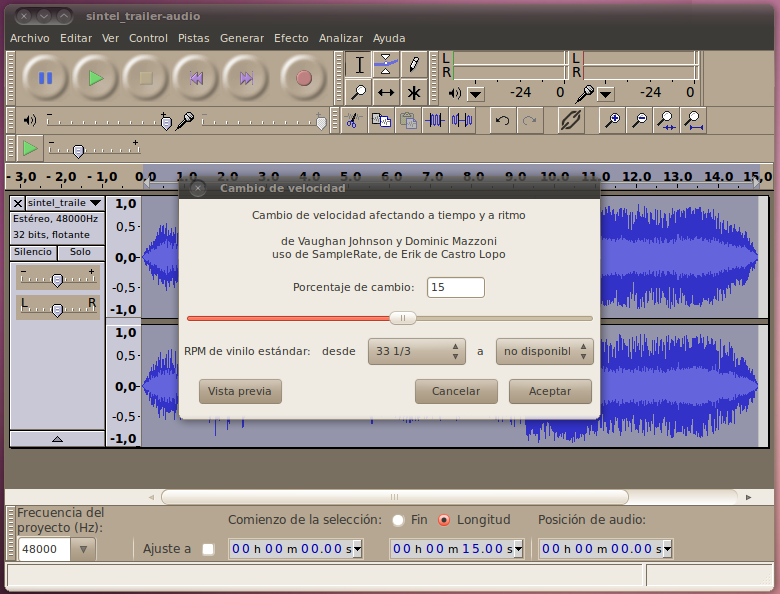 sintel_trailer-audio
Archivo Editar Ver Control Pistas Generar Efecto Analizar Ayuda
L
R
-24 0
L
R
-24 0
- +
- +
- +
- 3,0 - 2,0 - 1,0 0,0 1.0 2.0 3.0 4.0 5.0 6.0 7.0 8.0 9.0 10.0 11.0 12.0 13.0 14.0 15,0
sintel_traile
Estéreo, 48000Hz
32 bits, flotante
Silencio Solo
- +
L R
1,0
0,5
0,0
-0,5
-1,0
1,0
0,5
0,0
-0,5
-1,0
Cambio de velocidad
Cambio de velocidad afectando a tiempo y a ritmo
de Vaughan Johnson y Dominic Mazzoni
uso de SampleRate, de Erik de Castro Lopo
Porcentaje de cambio: 15
RPM de vinilo estándar: desde 33 1/3 a no disponibl
Vista previa Cancelar Aceptar
Frecuencia del
proyecto (Hz):
48000
Comienzo de la selección: Fin Longitud Posición de audio:
Ajuste a 00 h 00 m 00.00 s 00 h 00 m 15.00 s 00 h 00 m 00.00 s